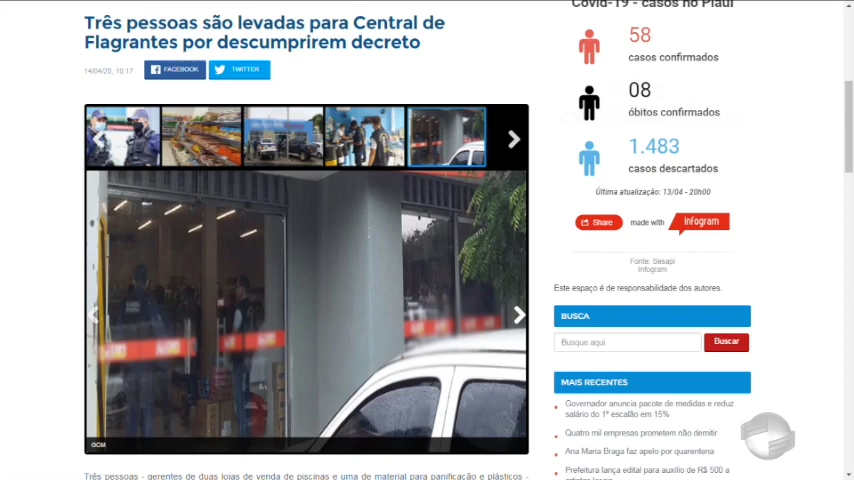 Três pessoas são levadas para Central de
Flagrantes por descumprirem decreto
14/04/20, 10:17
FACEBOOK
TWITTER
GCM
Três pessoas - gerentes de duas lojas de venda de piscinas e uma de material para panificação e plásticos -
Covid-19 - casos no Piauí
58
casos confirmados
08
óbitos confirmados
1.483
casos descartados
Última atualização: 13/04 - 20h00
Share
made with
infogram
Fonte: Sesapi
Infogram
Este espaço é de responsabilidade dos autores.
BUSCA
Busque aqui
Buscar
MAIS RECENTES
Governador anuncia pacote de medidas e reduz
salário do 1º escalão em 15%
Quatro mil empresas prometem não demitir
Ana Maria Braga faz apelo por quarentena
Prefeitura lança edital para auxílio de R$ 500 a
artistas locais